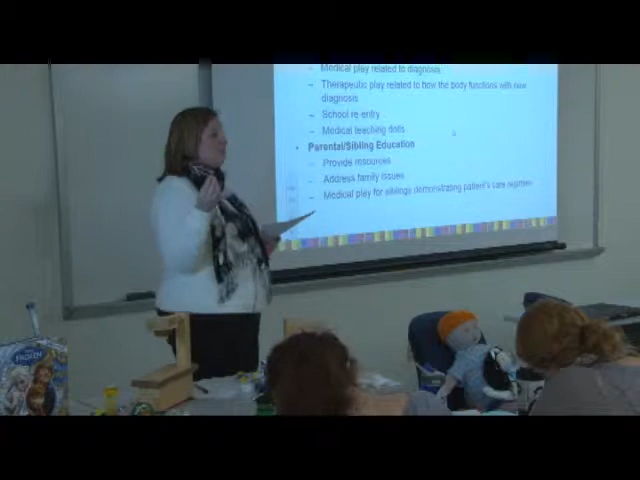 – Medical play related to diagnosis
– Therapeutic play related to how the body functions with new
diagnosis
– School re-entry
– Medical teaching dolls
• Parental/Sibling Education
– Provide resources
– Address family issues
– Medical play for siblings demonstrating patient's care regimen
FROZEN